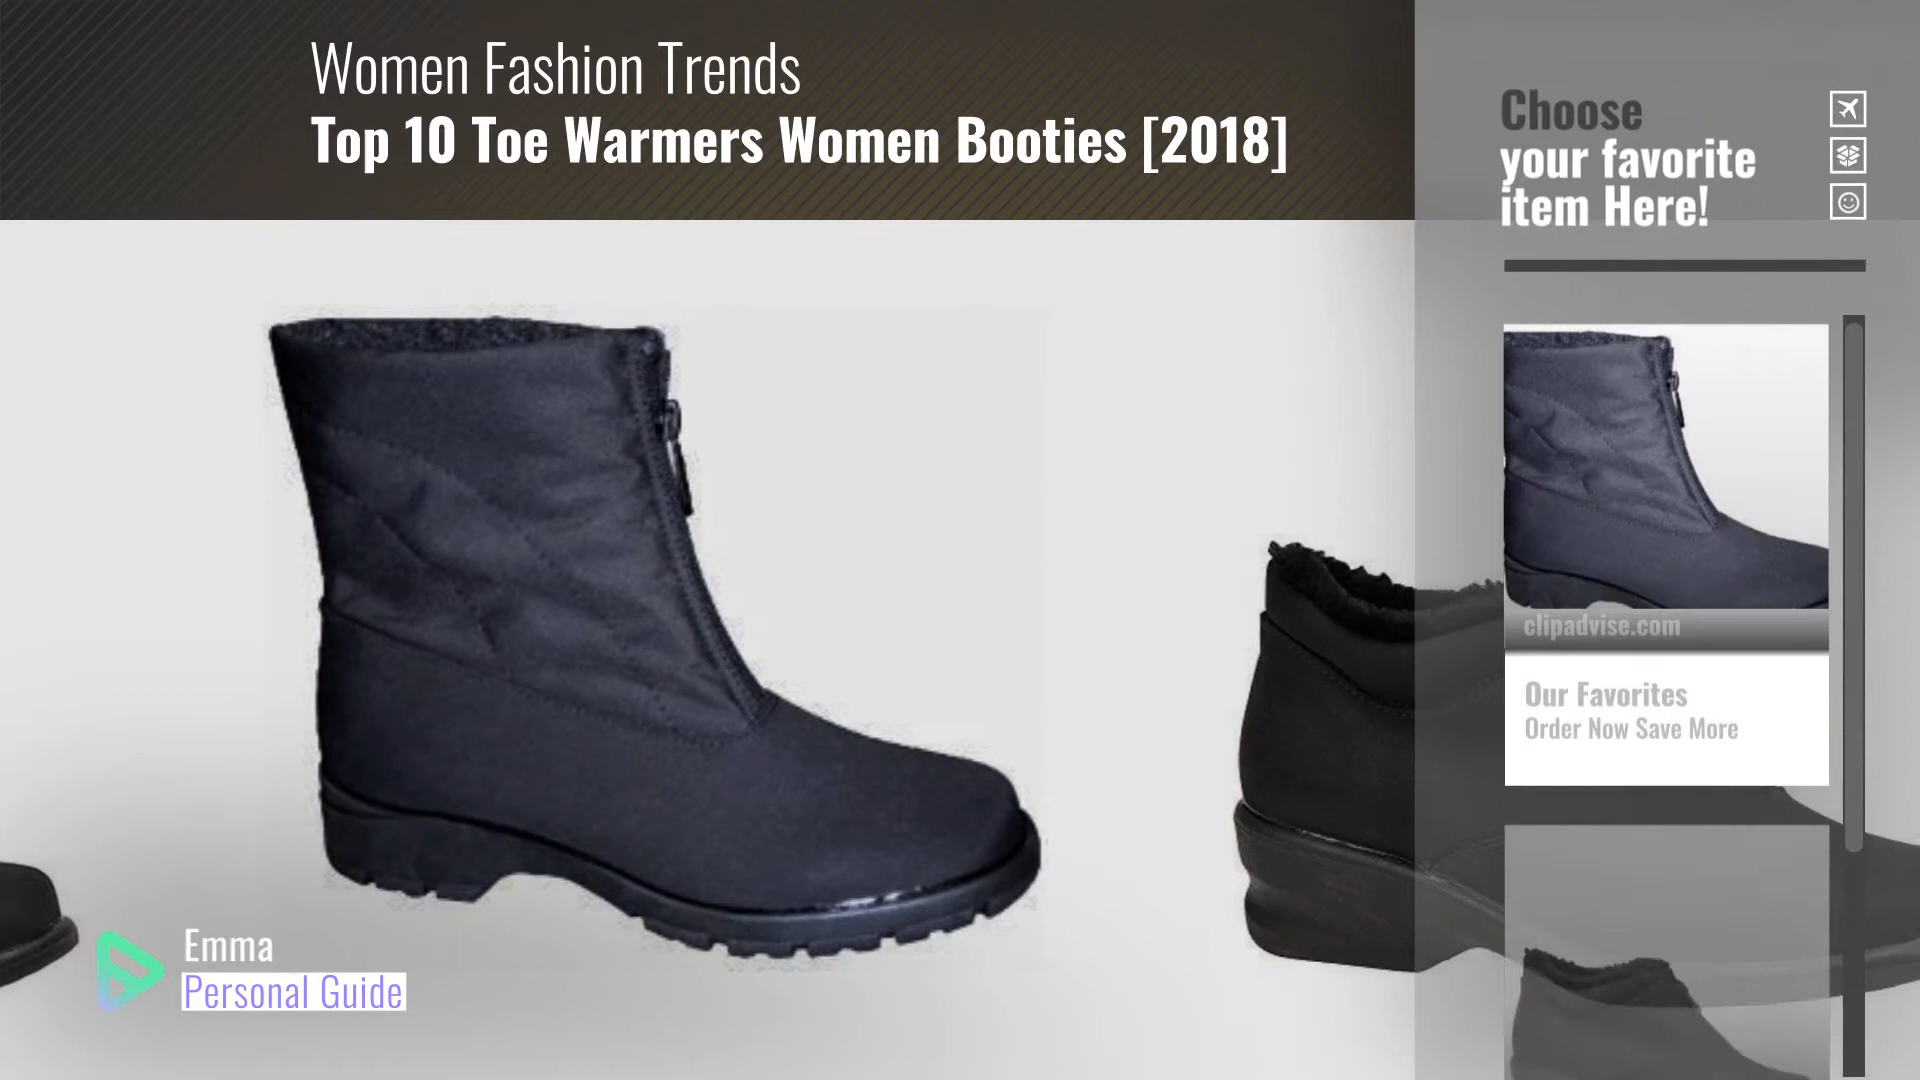 Women Fashion Trends
Top 10 Toe Warmers Women Booties [2018]
Choose
your favorite
item Here!
clipadvise.com
Our Favorites
Order Now Save More
Emma
Personal Guide